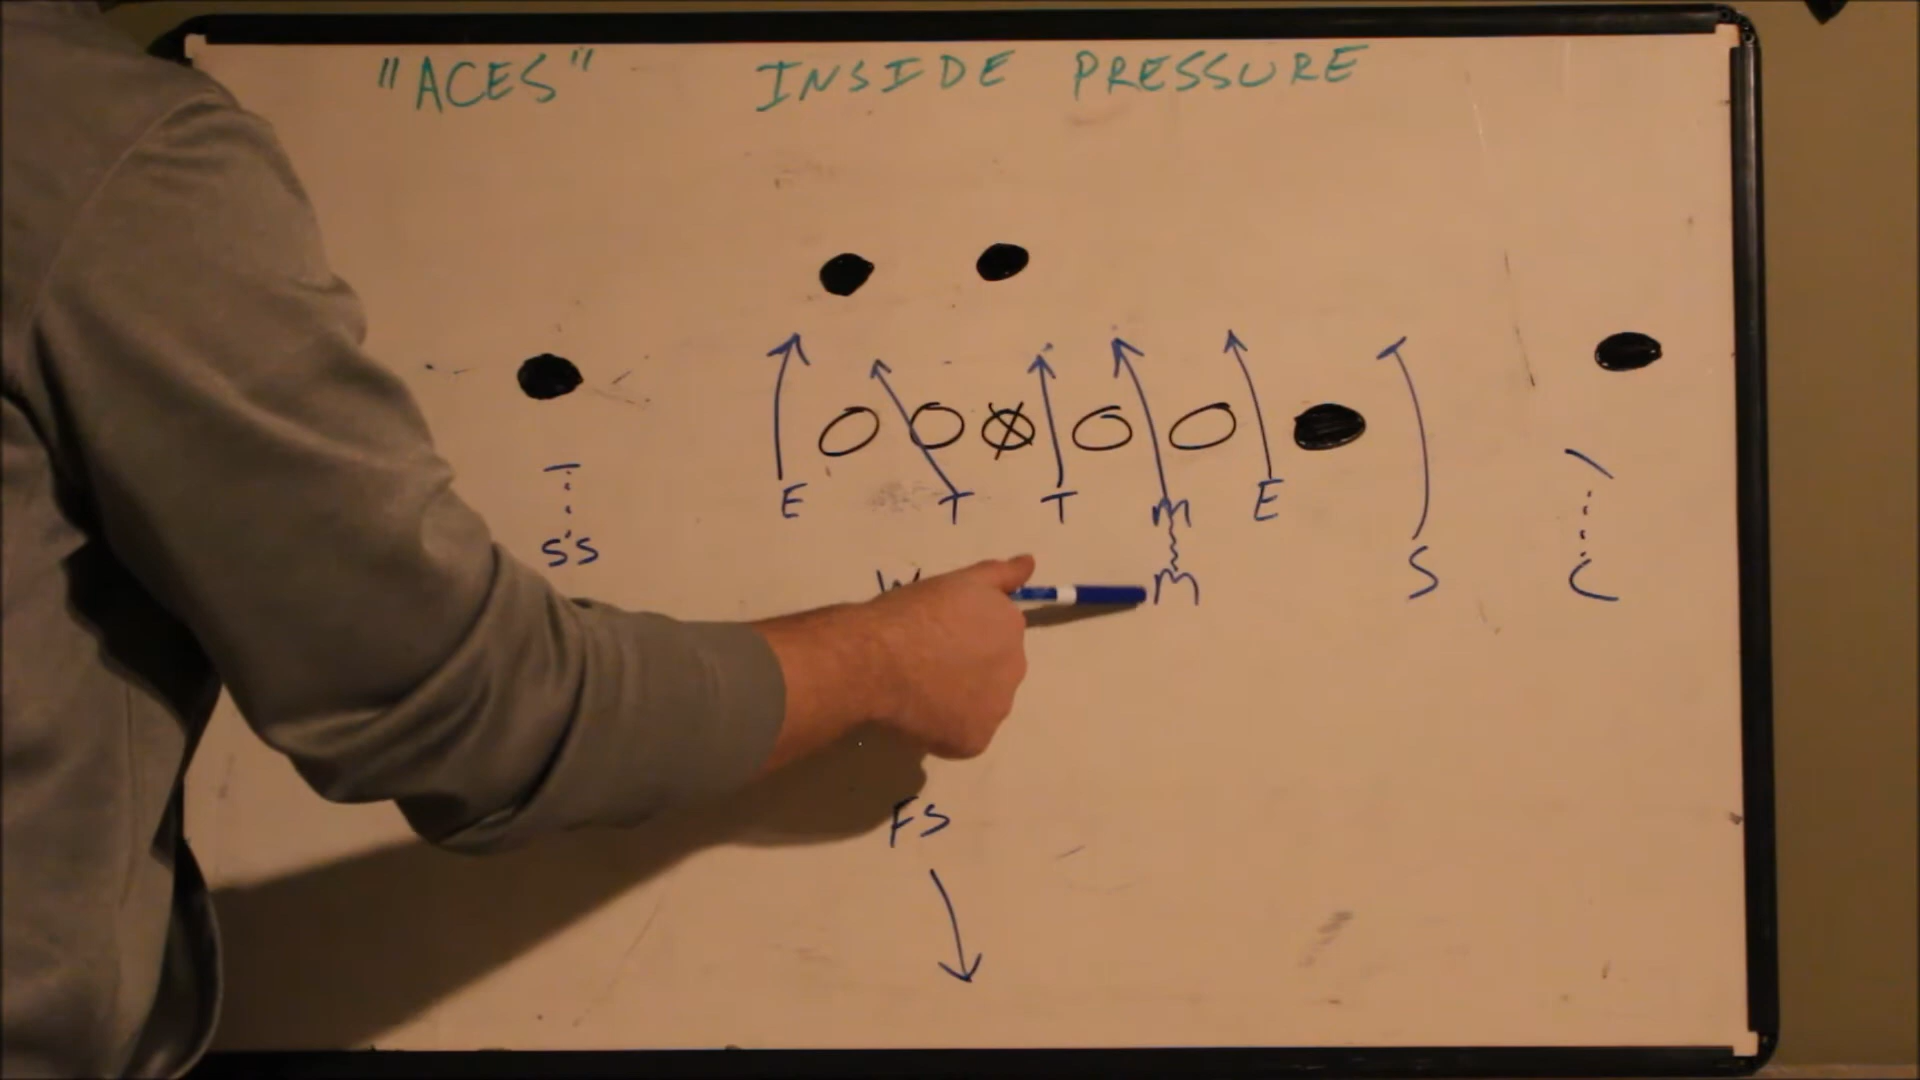 "ACES" INSIDE PRESSURE
E T T m E
SS W m S C
FS